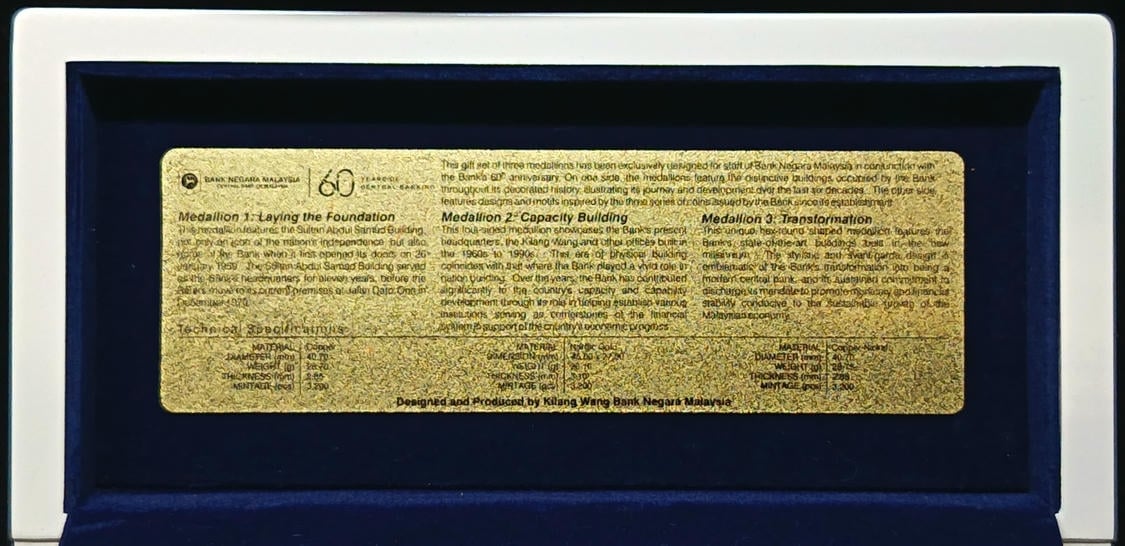 BANK NEGARA MALAYSIA
CENTRAL BANK OF MALAYSIA
60 YEARS OF
CENTRAL BANKING
This gift set of three medallions has been exclusively designed for staff of Bank Negara Malaysia in conjunction with
the Bank's 60th anniversary. On one side, the medallions feature the distinctive buildings occupied by the Bank
throughout its decorated history, illustrating its journey and development over the last six decades. The other side,
features designs and motifs inspired by the three series of coins issued by the Bank since its establishment.
Medallion 1: Laying the Foundation
This medallion features the Sultan Abdul Samad Building,
not only an icon of the nation's independence but also
the Bank when it first opened its doors on 26
January 1959. The Sultan Abdul Samad Building served
as the Bank's headquarters for eleven years, before the
Bank's move to its current premises at Jalan Dato' Onn in
December 1970.
Medallion 2: Capacity Building
This four-sided medallion showcases the Bank's present
headquarters, the Kilang Wang and other offices built in
the 1960s to 1990s. This era of physical building
coincides with that where the Bank played a vivid role in
nation building. Over the years, the Bank has contributed
significantly to the country's capacity and capability
development through its role in helping establish various
institutions serving as cornerstones of the financial
system in support of the country's economic progress.
Medallion 3: Transformation
This unique hex-round shaped medallion features the
Bank's state-of-the-art buildings built in the new
millennium. The stylistic and avant-garde design is
emblematic of the Bank's transformation into being a
modern central bank, and its sustained commitment to
discharge its mandate to promote monetary and financial
stability conducive to the sustainable growth of the
Malaysian economy.
Technical Specifications
MATERIAL Copper
DIAMETER (mm) 40.70
WEIGHT (g)
THICKNESS (mm)
MINTAGE (pcs) 3,200
MATERIAL Nordic Gold
DIMENSION (mm)
WEIGHT (g)
THICKNESS (mm)
MINTAGE (pcs) 3,200
MATERIAL Copper-Nickel
DIAMETER (mm) 40.70
WEIGHT (g)
THICKNESS (mm)
MINTAGE (pcs) 3,200
Designed and Produced by Kilang Wang Bank Negara Malaysia